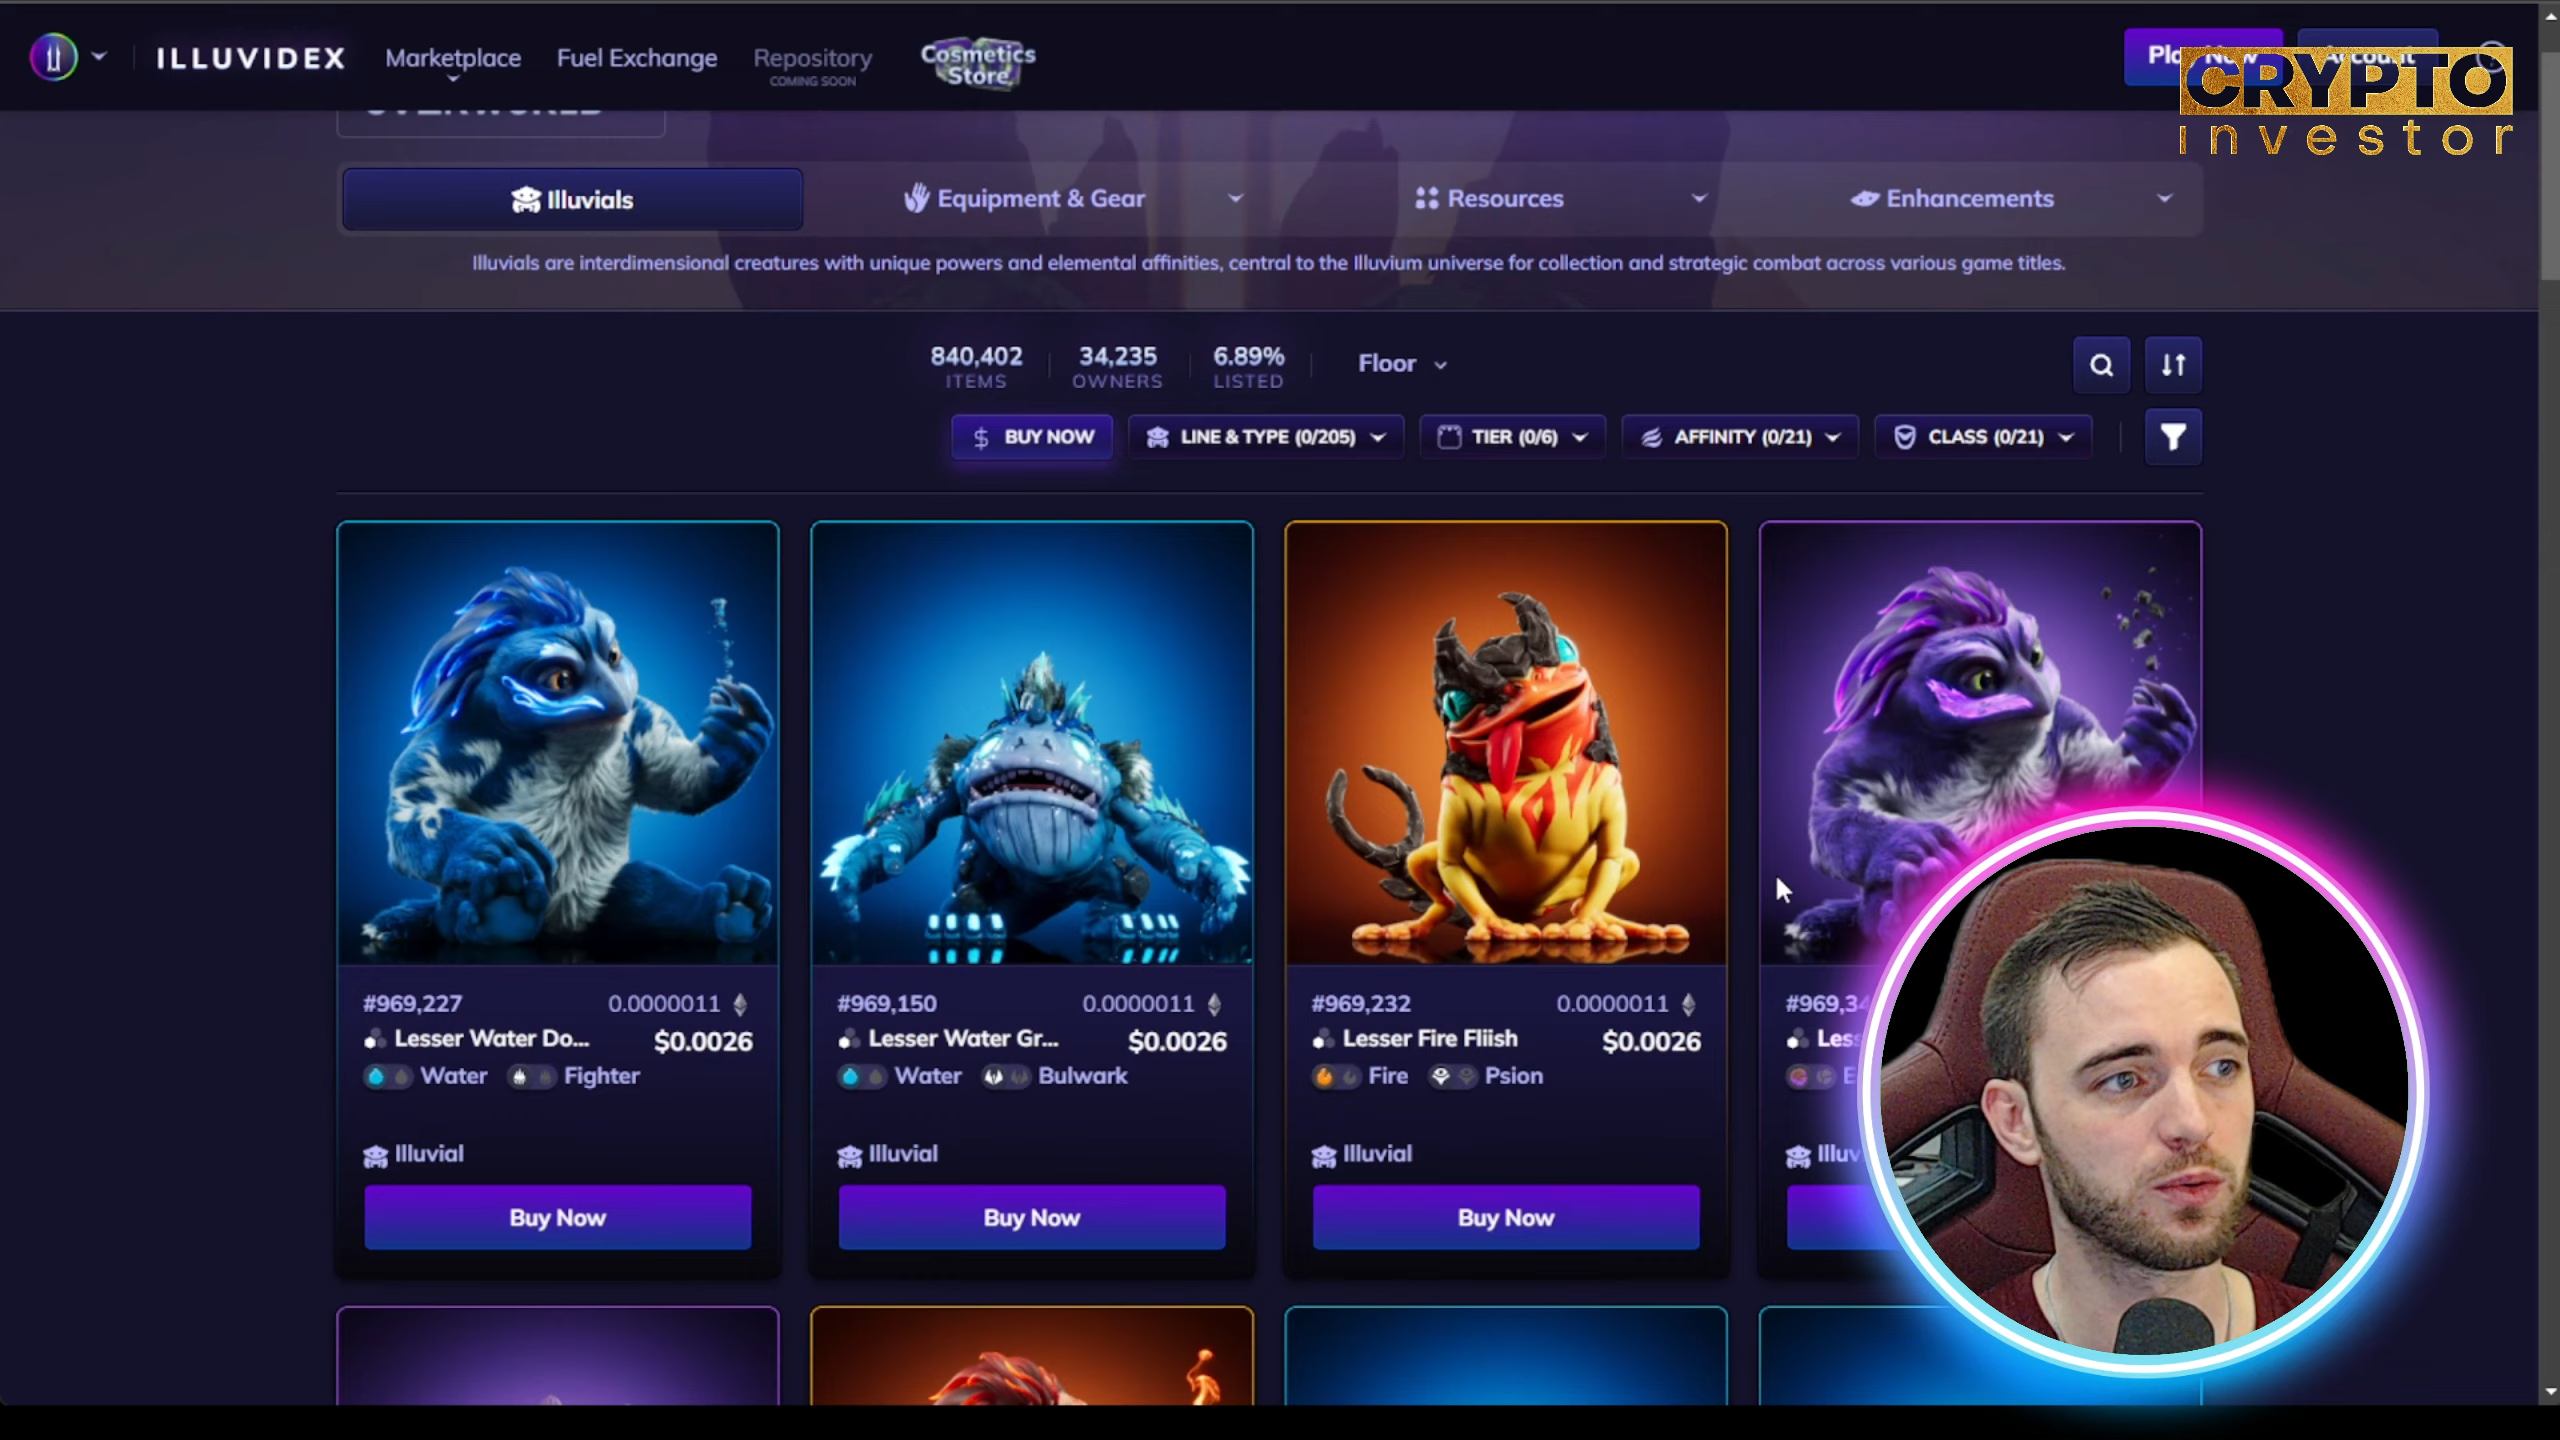 ILLUVIDEX
Marketplace
Fuel Exchange
Repository
COMING SOON
Cosmetics
Store
CRYPTO
investor
Illuvials
Equipment & Gear
Resources
Enhancements
Illuvials are interdimensional creatures with unique powers and elemental affinities, central to the Illuvium universe for collection and strategic combat across various game titles.
840,402
ITEMS
34,235
OWNERS
6.89%
LISTED
Floor
$ BUY NOW
LINE & TYPE (0/205)
TIER (0/6)
AFFINITY (0/21)
CLASS (0/21)
#969,227
0.0000011
Lesser Water Do...
$0.0026
Water
Fighter
Illuvial
Buy Now
#969,150
0.0000011
Lesser Water Gr...
$0.0026
Water
Bulwark
Illuvial
Buy Now
#969,232
0.0000011
Lesser Fire Fliish
$0.0026
Fire
Psion
Illuvial
Buy Now